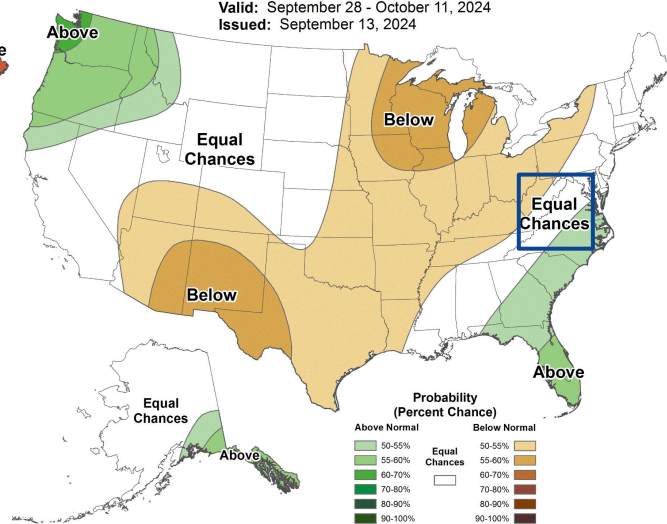 Valid: September 28 - October 11, 2024
Issued: September 13, 2024
Above
e
Below
Equal
Chances
Equal
Chances
Below
Above
Equal
Chances
Above
Probability
(Percent Chance)
Above Normal
Below Normal
Equal
Chances
50-55%
55-60%
60-70%
70-80%
80-90%
90-100%
50-55%
55-60%
60-70%
70-80%
80-90%
90-100%